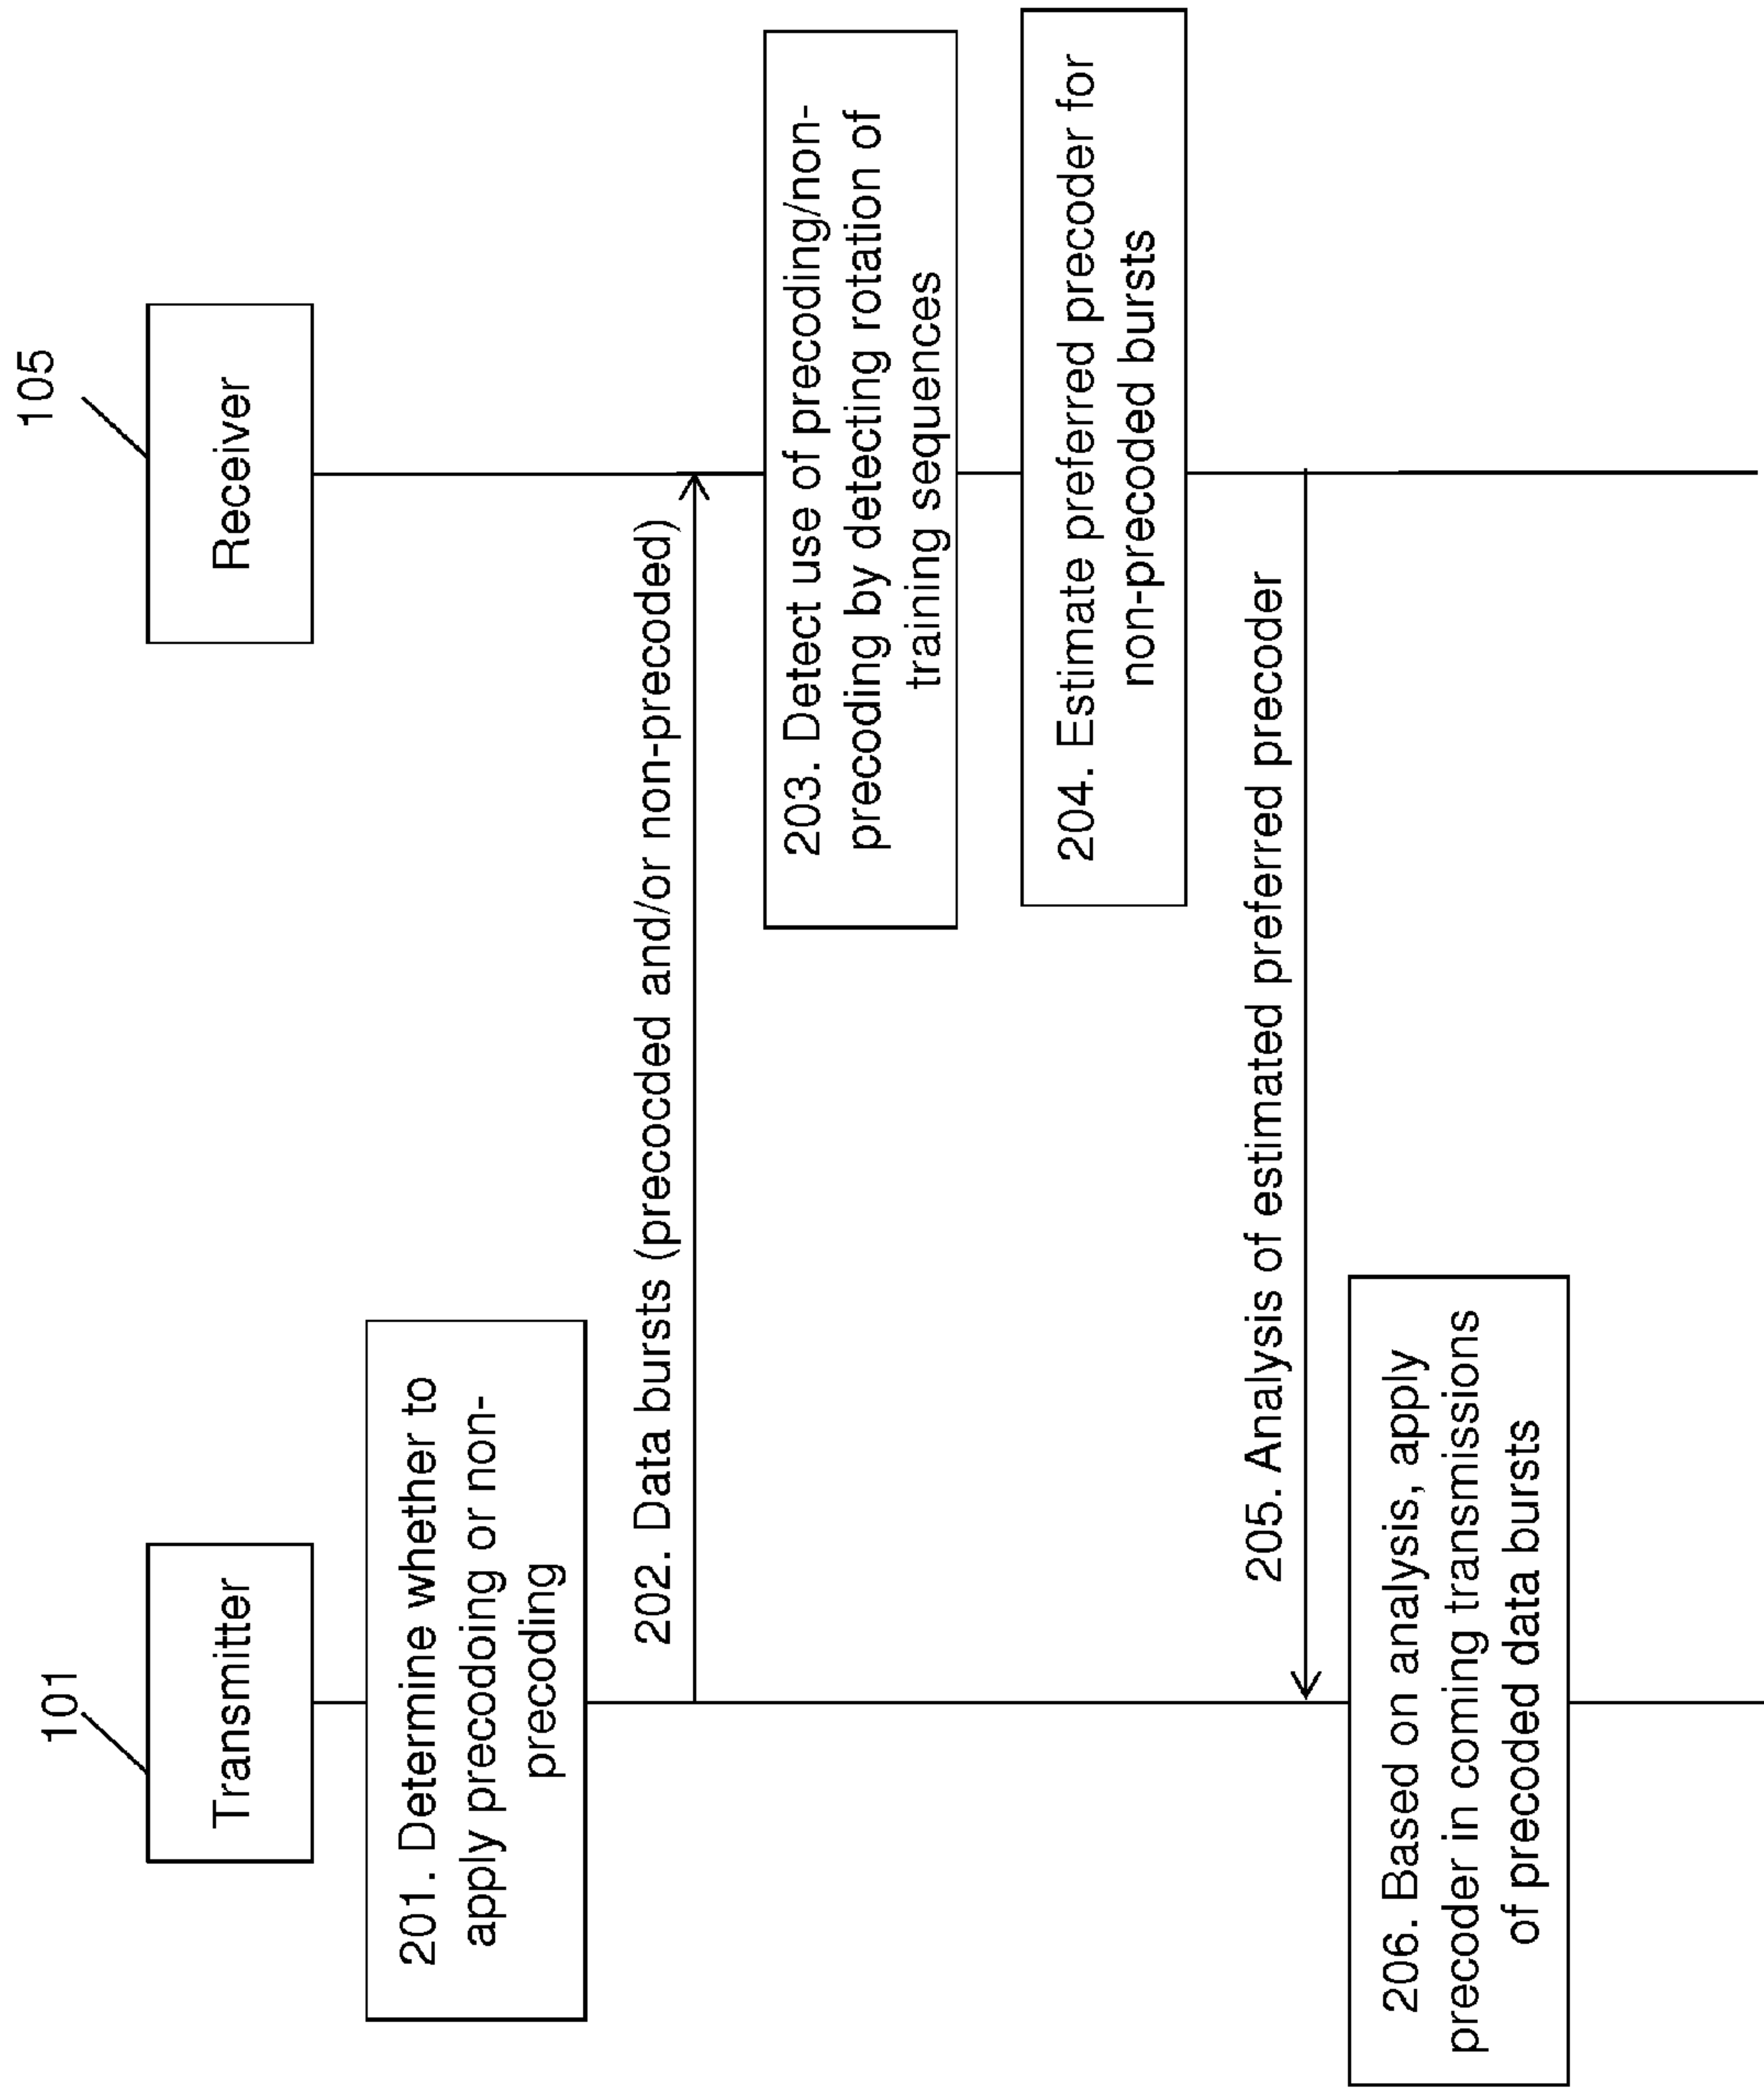 101
105
Transmitter
Receiver
201. Determine whether to
apply precodoing or non-
precoding
202. Data bursts (precocded and/or non-precoded)
203. Detect use of precoding/non-
precoding by detecting rotation of
training sequences
204. Estimate preferred precoder for
non-precoded bursts
205. Analysis of estimated preferred precoder
206. Based on analysis, apply
precoder in coming transmissions
of precoded data bursts